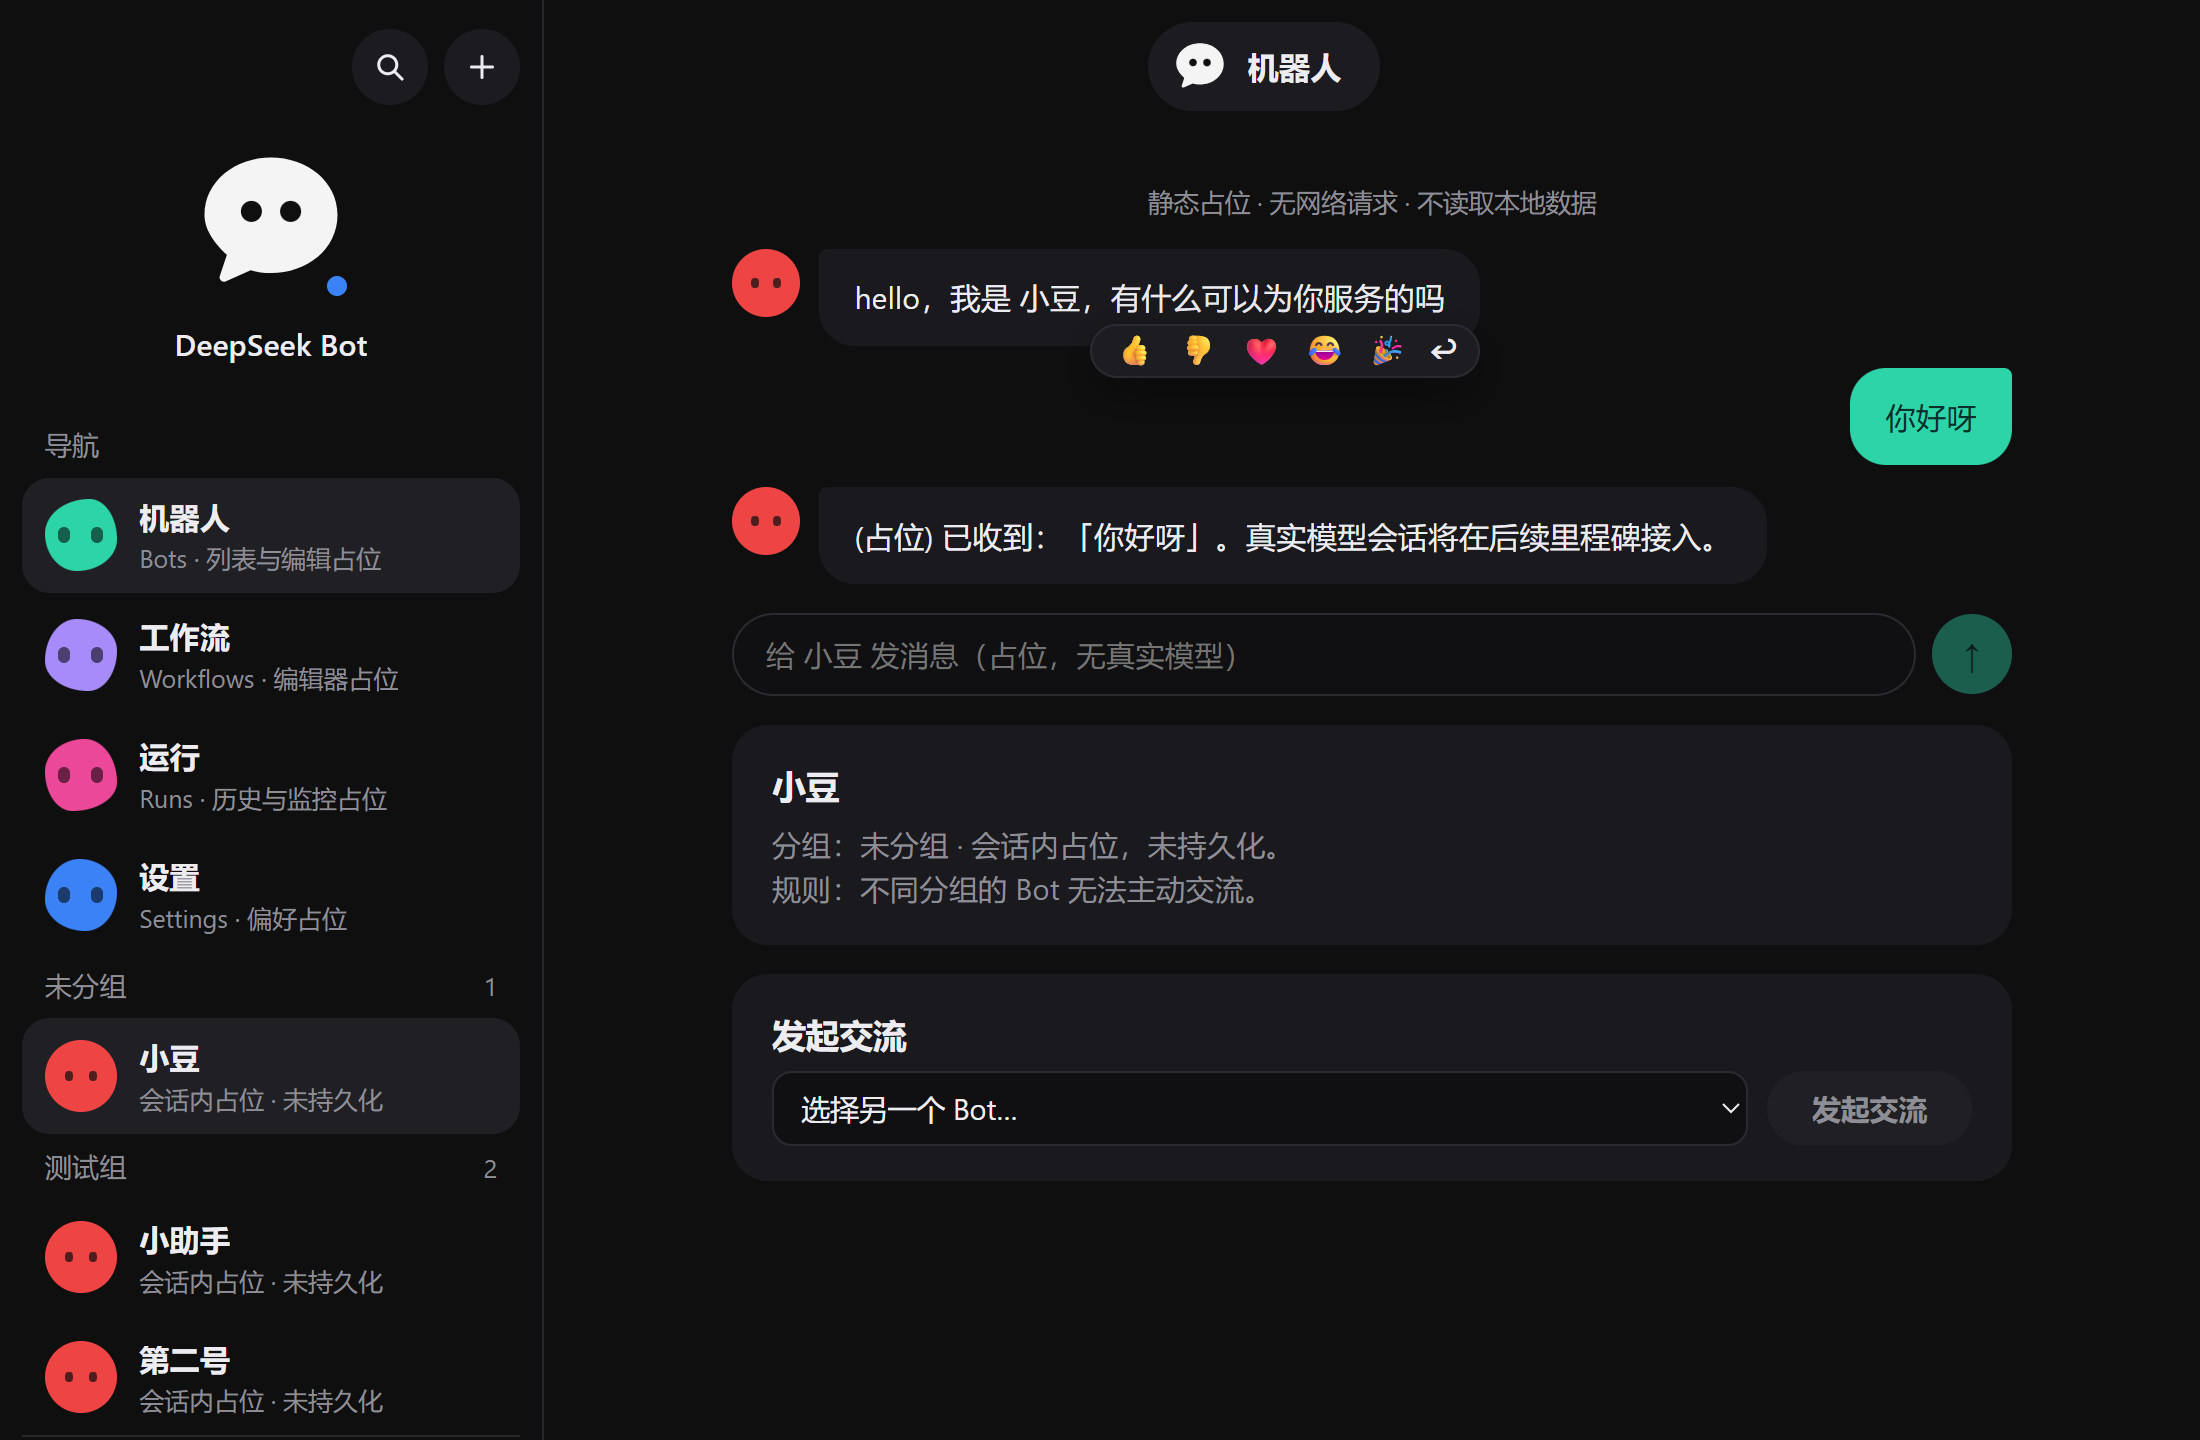 DeepSeek Bot
导航
机器人
Bots · 列表与编辑占位
工作流
Workflows · 编辑器占位
运行
Runs · 历史与监控占位
设置
Settings · 偏好占位
未分组 1
小豆
会话内占位 · 未持久化
测试组 2
小助手
会话内占位 · 未持久化
第二号
会话内占位 · 未持久化
机器人
静态占位 · 无网络请求 · 不读取本地数据
hello，我是 小豆，有什么可以为你服务的吗
👍 👎 ❤️ 😂 🎉 ↩
你好呀
(占位) 已收到：「你好呀」。真实模型会话将在后续里程碑接入。
给 小豆 发消息（占位，无真实模型）
↑
小豆
分组：未分组 · 会话内占位，未持久化。
规则：不同分组的 Bot 无法主动交流。
发起交流
选择另一个 Bot…
发起交流